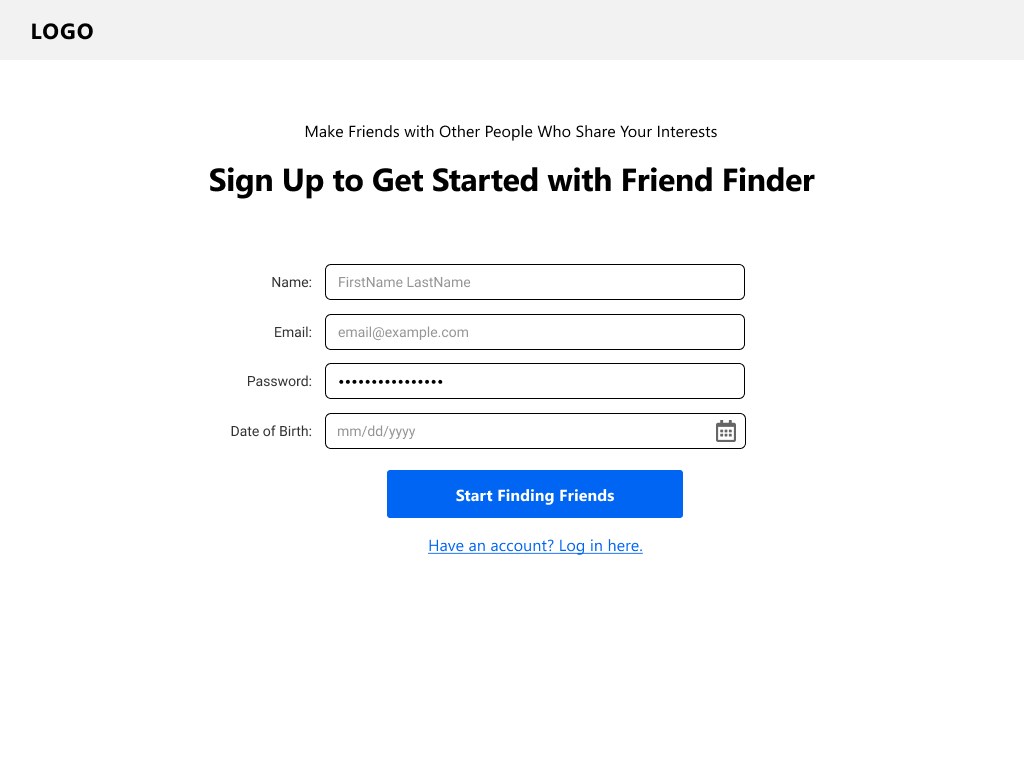 LOGO
Make Friends with Other People Who Share Your Interests
Sign Up to Get Started with Friend Finder
Name: FirstName LastName
Email: email@example.com
Password: ••••••••••••••••
Date of Birth: mm/dd/yyyy
Start Finding Friends
Have an account? Log in here.